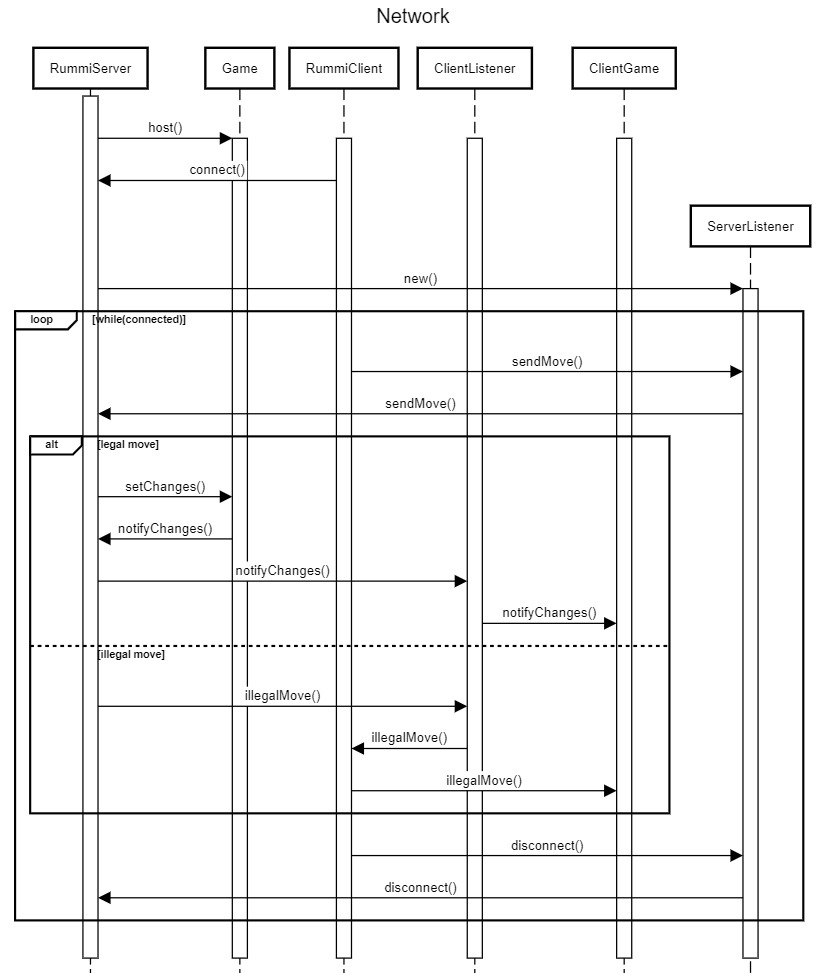 Network
RummiServer
Game
RummiClient
ClientListener
ClientGame
host()
connect()
ServerListener
new()
loop
[while(connected)]
sendMove()
sendMove()
alt
[legal move]
setChanges()
notifyChanges()
notifyChanges()
notifyChanges()
[illegal move]
illegalMove()
illegalMove()
illegalMove()
disconnect()
disconnect()